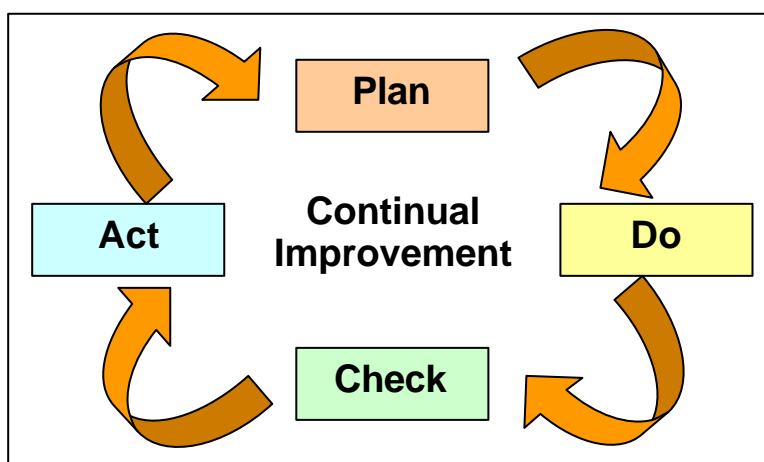 Plan
Act
Continual
Improvement
Do
Check